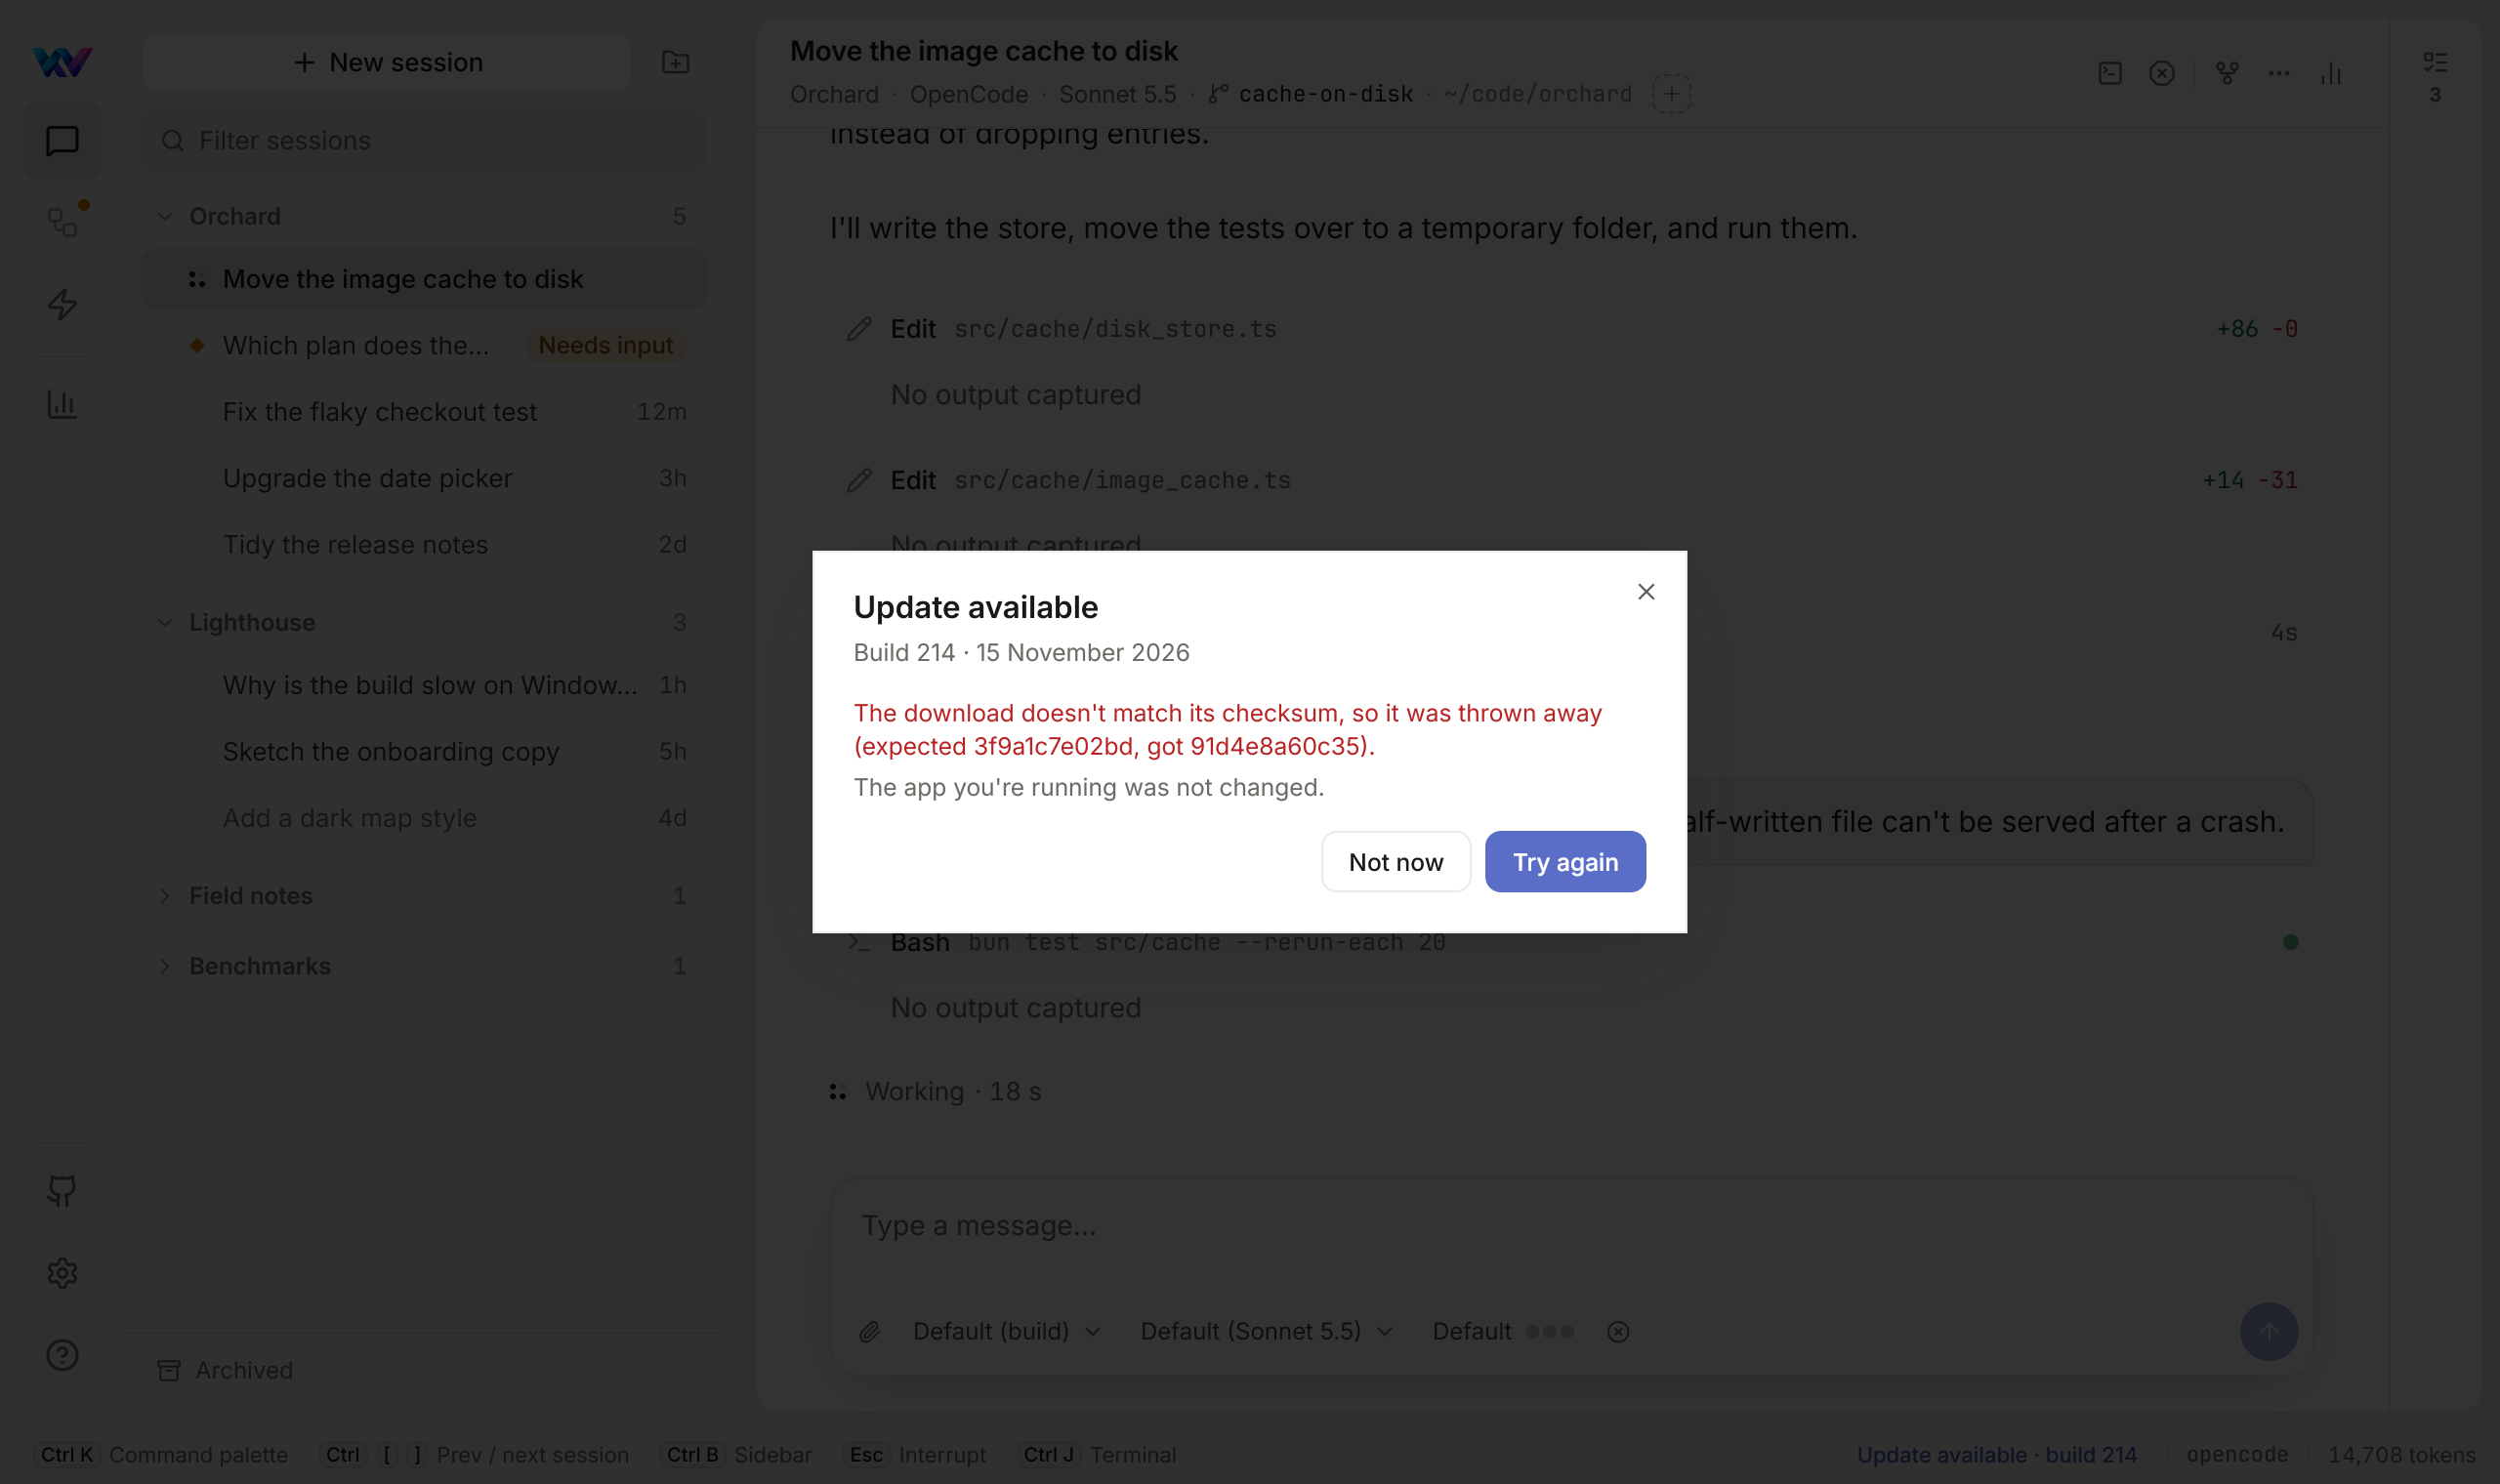 New session
Filter sessions
Orchard 5
Move the image cache to disk
Which plan does the... Needs input
Fix the flaky checkout test 12m
Upgrade the date picker 3h
Tidy the release notes 2d
Lighthouse 3
Why is the build slow on Window... 1h
Sketch the onboarding copy 5h
Add a dark map style 4d
Field notes 1
Benchmarks 1
Archived
Move the image cache to disk
Orchard · OpenCode · Sonnet 5.5 · cache-on-disk · ~/code/orchard
3
instead of dropping entries.
I'll write the store, move the tests over to a temporary folder, and run them.
Edit src/cache/disk_store.ts +86 -0
No output captured
Edit src/cache/image_cache.ts +14 -31
No output captured
4s
Update available
Build 214 · 15 November 2026
The download doesn't match its checksum, so it was thrown away
(expected 3f9a1c7e02bd, got 91d4e8a60c35).
The app you're running was not changed.
Not now Try again
alf-written file can't be served after a crash.
Bash bun test src/cache --rerun-each 20
No output captured
Working · 18 s
Type a message...
Default (build) Default (Sonnet 5.5) Default
Ctrl K Command palette Ctrl [ ] Prev / next session Ctrl B Sidebar Esc Interrupt Ctrl J Terminal
Update available · build 214 opencode 14,708 tokens